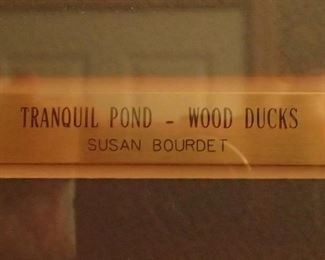 TRANQUIL POND - WOOD DUCKS
SUSAN BOURDET